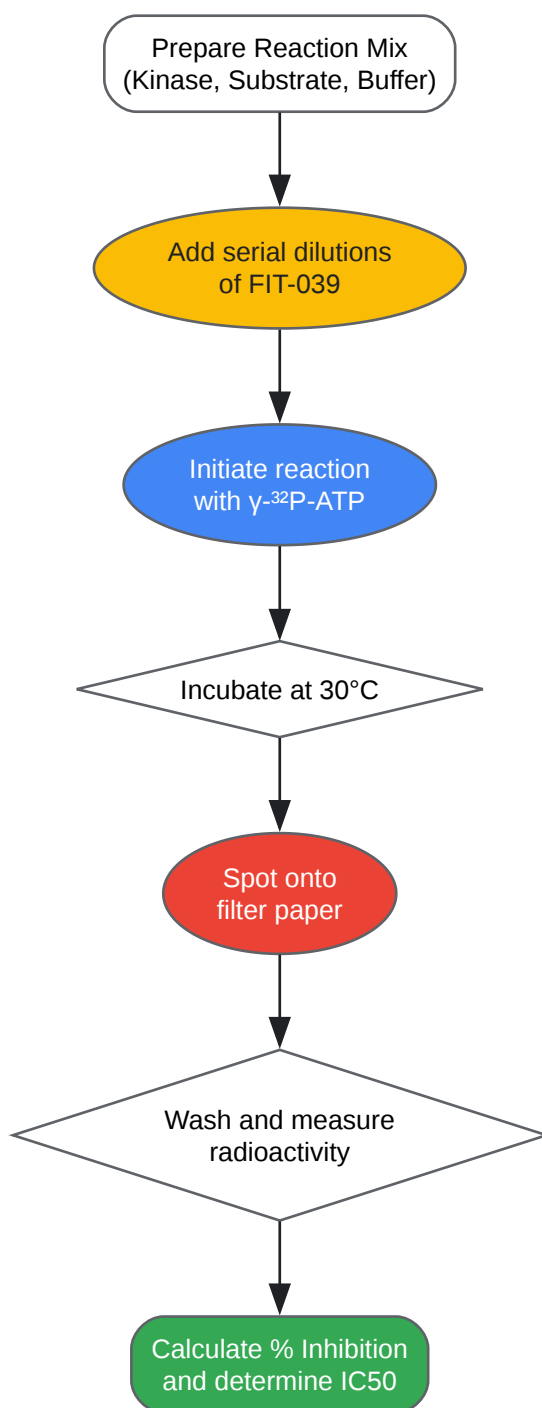 Prepare Reaction Mix
(Kinase, Substrate, Buffer)
Add serial dilutions
of FIT-039
Initiate reaction
with γ-³²P-ATP
Incubate at 30°C
Spot onto
filter paper
Wash and measure
radioactivity
Calculate % Inhibition
and determine IC50